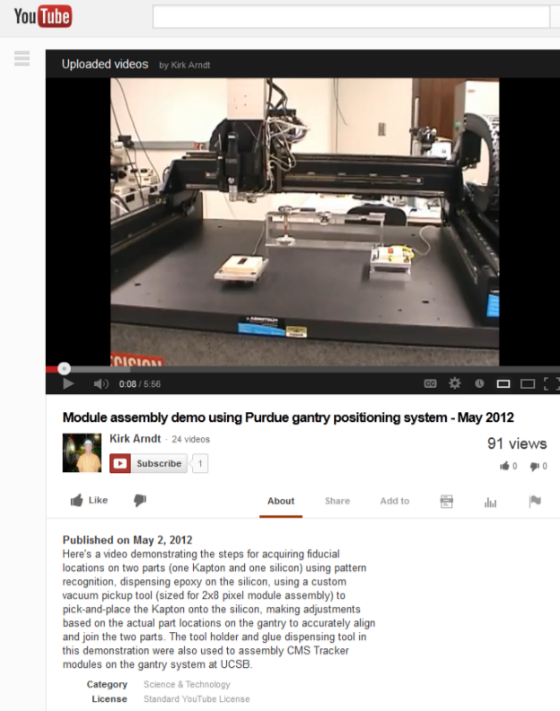 YouTube
Uploaded videos by Kirk Arndt
CISION
0:08 / 5:56
CC
Module assembly demo using Purdue gantry positioning system - May 2012
Kirk Arndt · 24 videos
Subscribe 1
91 views
0 0
Like
About Share Add to
Published on May 2, 2012
Here's a video demonstrating the steps for acquiring fiducial
locations on two parts (one Kapton and one silicon) using pattern
recognition, dispensing epoxy on the silicon, using a custom
vacuum pickup tool (sized for 2x8 pixel module assembly) to
pick-and-place the Kapton onto the silicon, making adjustments
based on the actual part locations on the gantry to accurately align
and join the two parts. The tool holder and glue dispensing tool in
this demonstration were also used to assembly CMS Tracker
modules on the gantry system at UCSB.
Category Science & Technology
License Standard YouTube License